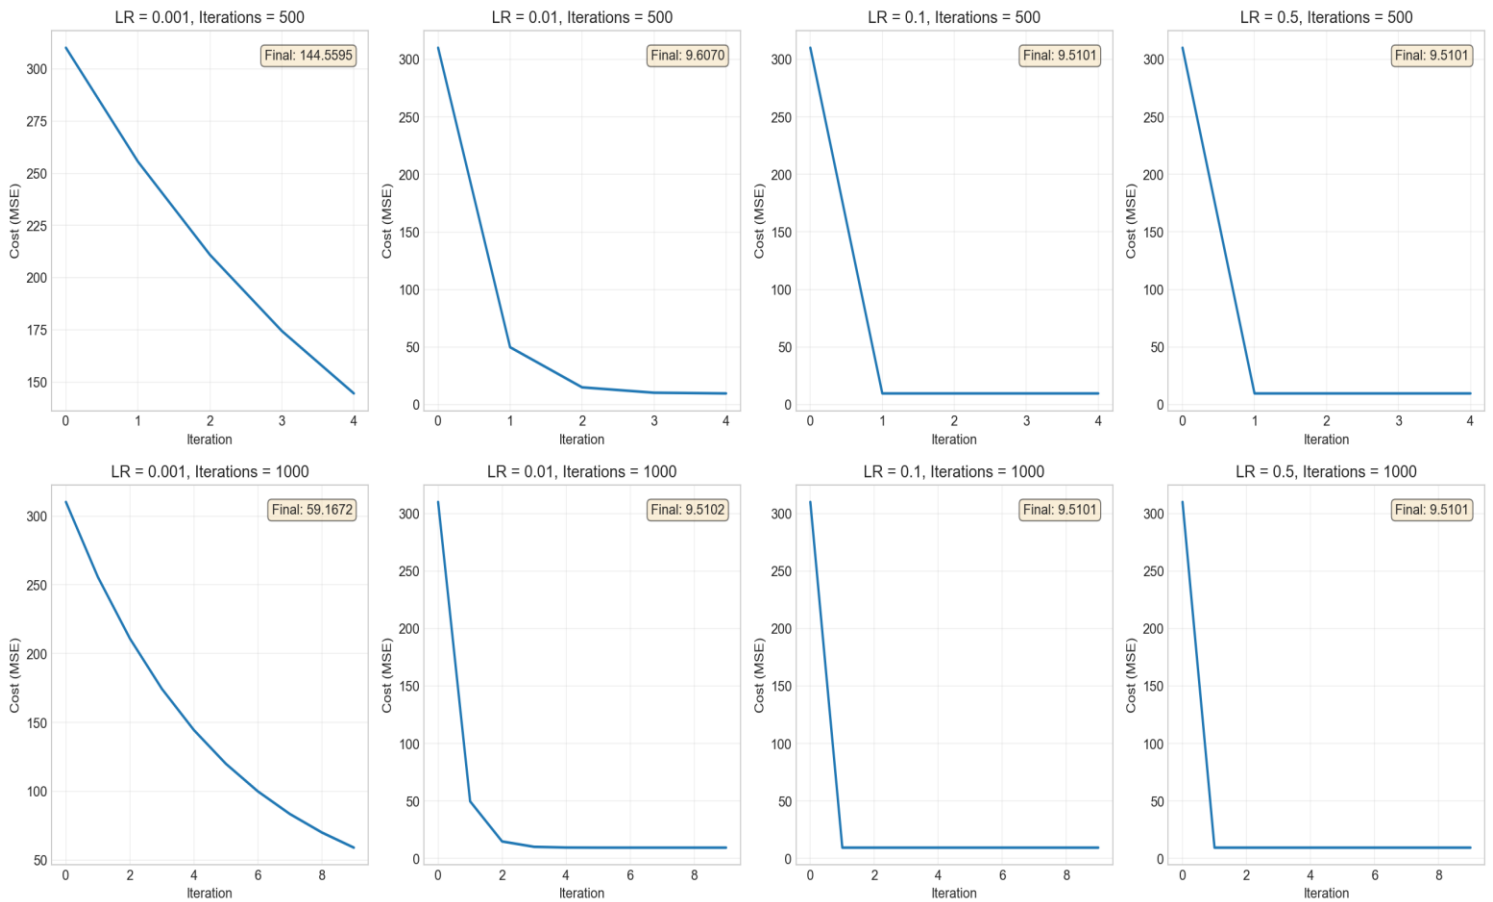 LR = 0.001, Iterations = 500
Final: 144.5595
300
275
250
225
200
175
150
Cost (MSE)
0 1 2 3 4
Iteration
LR = 0.01, Iterations = 500
Final: 9.6070
300
250
200
150
100
50
0
Cost (MSE)
0 1 2 3 4
Iteration
LR = 0.1, Iterations = 500
Final: 9.5101
300
250
200
150
100
50
0
Cost (MSE)
0 1 2 3 4
Iteration
LR = 0.5, Iterations = 500
Final: 9.5101
300
250
200
150
100
50
0
Cost (MSE)
0 1 2 3 4
Iteration
LR = 0.001, Iterations = 1000
Final: 59.1672
300
250
200
150
100
50
Cost (MSE)
0 2 4 6 8
Iteration
LR = 0.01, Iterations = 1000
Final: 9.5102
300
250
200
150
100
50
0
Cost (MSE)
0 2 4 6 8
Iteration
LR = 0.1, Iterations = 1000
Final: 9.5101
300
250
200
150
100
50
0
Cost (MSE)
0 2 4 6 8
Iteration
LR = 0.5, Iterations = 1000
Final: 9.5101
300
250
200
150
100
50
0
Cost (MSE)
0 2 4 6 8
Iteration